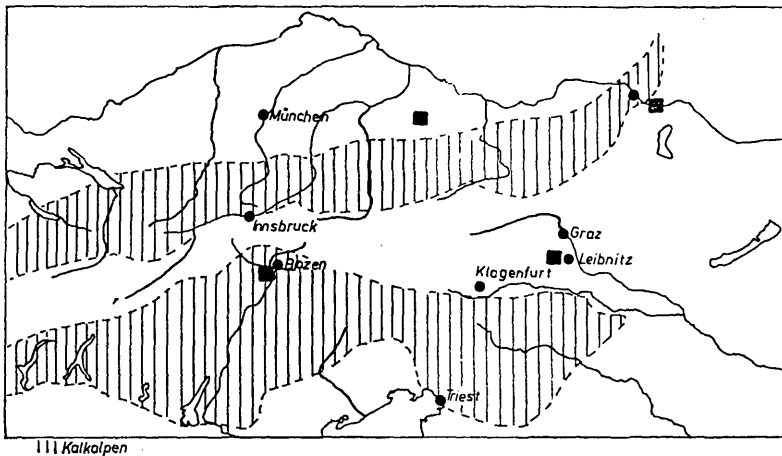 München
Innsbruck
Graz
Bozen
Leibnitz
Klagenfurt
Triest
Kalkalpen